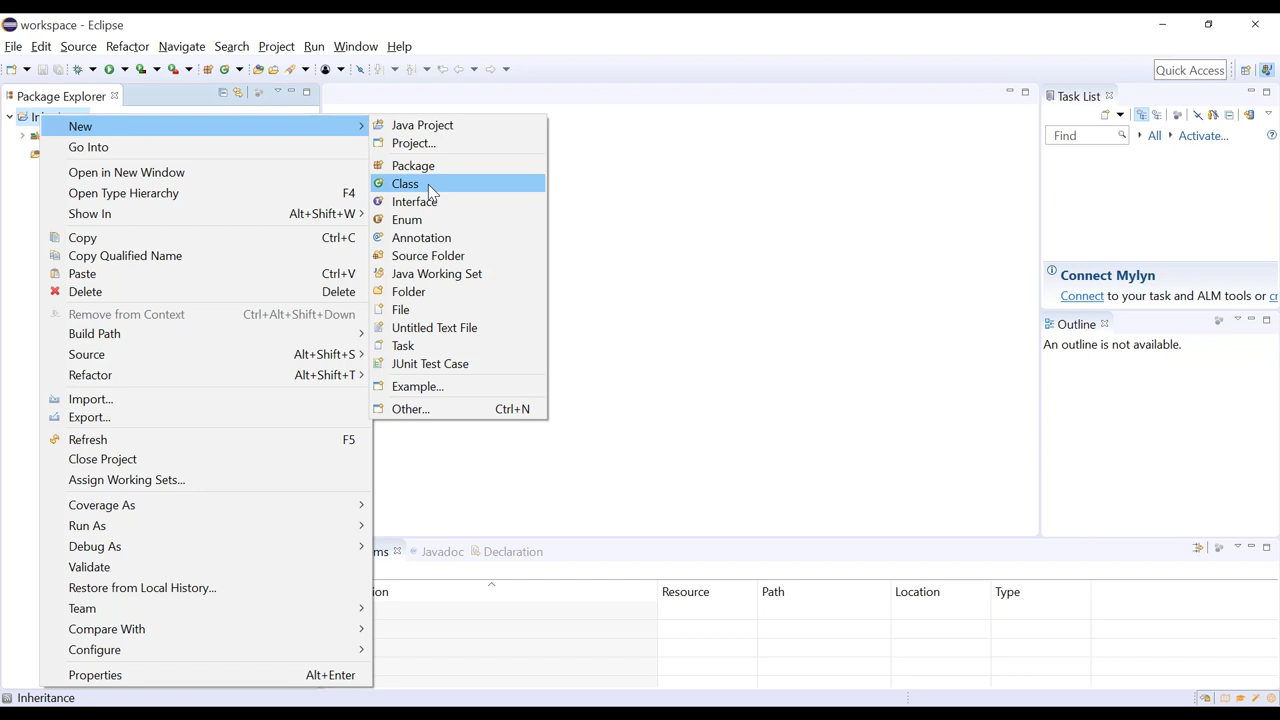 workspace - Eclipse
File Edit Source Refactor Navigate Search Project Run Window Help
Quick Access
Package Explorer
Task List
New
Go Into
Open in New Window
Open Type Hierarchy F4
Show In Alt+Shift+W
Copy Ctrl+C
Copy Qualified Name
Paste Ctrl+V
Delete Delete
Remove from Context Ctrl+Alt+Shift+Down
Build Path
Source Alt+Shift+S
Refactor Alt+Shift+T
Import...
Export...
Refresh F5
Close Project
Assign Working Sets...
Coverage As
Run As
Debug As
Validate
Restore from Local History...
Team
Compare With
Configure
Properties Alt+Enter
Java Project
Project...
Package
Class
Interface
Enum
Annotation
Source Folder
Java Working Set
Folder
File
Untitled Text File
Task
JUnit Test Case
Example...
Other... Ctrl+N
Find All Activate...
Connect Mylyn
Connect to your task and ALM tools or
Outline
An outline is not available.
ms Javadoc Declaration
ion Resource Path Location Type
Inheritance